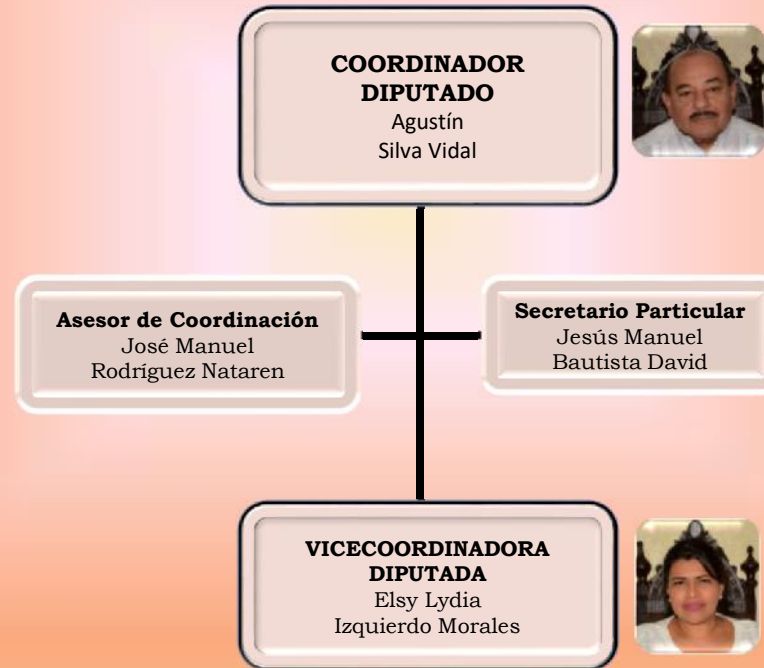 COORDINADOR
DIPUTADO
Agustín
Silva Vidal
Asesor de Coordinación
José Manuel
Rodríguez Nataren
Secretario Particular
Jesús Manuel
Bautista David
VICECOORDINADORA
DIPUTADA
Elsy Lydia
Izquierdo Morales